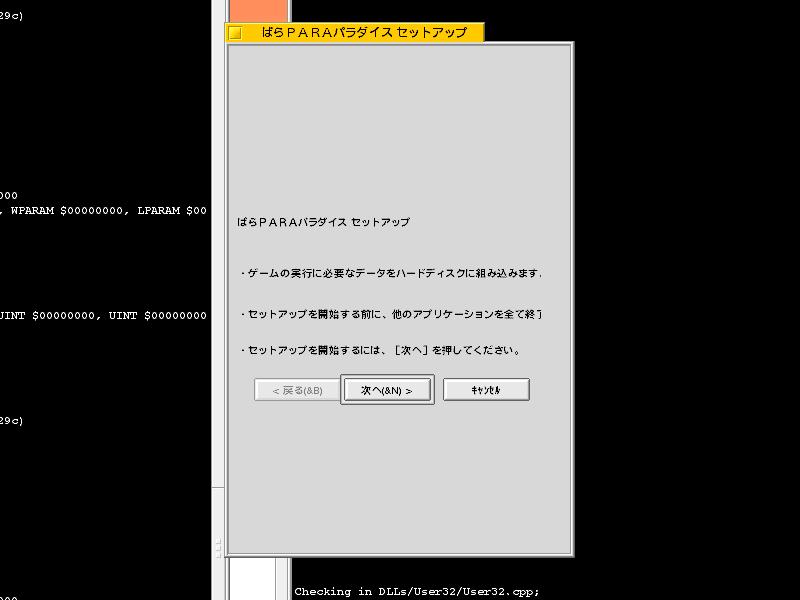 29c)
ばらＰＡＲＡパラダイス セットアップ
000
, WPARAM $00000000, LPARAM $00
ばらＰＡＲＡパラダイス セットアップ
・ゲームの実行に必要なデータをハードディスクに組み込みます.
UINT $00000000, UINT $00000000
・セットアップを開始する前に、他のアプリケーションを全て終了
・セットアップを開始するには、［次へ］を押してください。
< 戻る(&B)
次へ(&N) >
ｷｬﾝｾﾙ
29c)
Checking in DLLs/User32/User32.cpp;
000